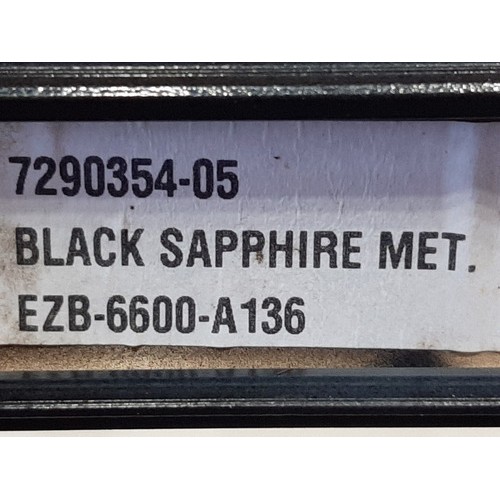 7290354-05
BLACK SAPPHIRE MET.
EZB-6600-A136